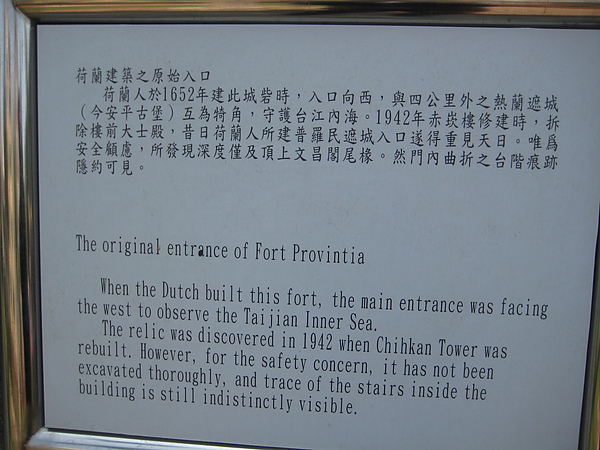 荷蘭建築之原始入口
荷蘭人於1652年建此城砦時，入口向西，與四公里外之熱蘭遮城
（今安平古堡）互為犄角，守護台江內海。1942年赤崁樓修建時，拆
除樓前大士殿，昔日荷蘭人所建普羅民遮城入口遂得重見天日。唯為
安全顧慮，所發現深度僅及頂上文昌閣尾椽。然門內曲折之台階痕跡
隱約可見。
The original entrance of Fort Provintia
When the Dutch built this fort, the main entrance was facing
the west to observe the Taijian Inner Sea.
The relic was discovered in 1942 when Chihkan Tower was
rebuilt. However, for the safety concern, it has not been
excavated thoroughly, and trace of the stairs inside the
building is still indistinctly visible.